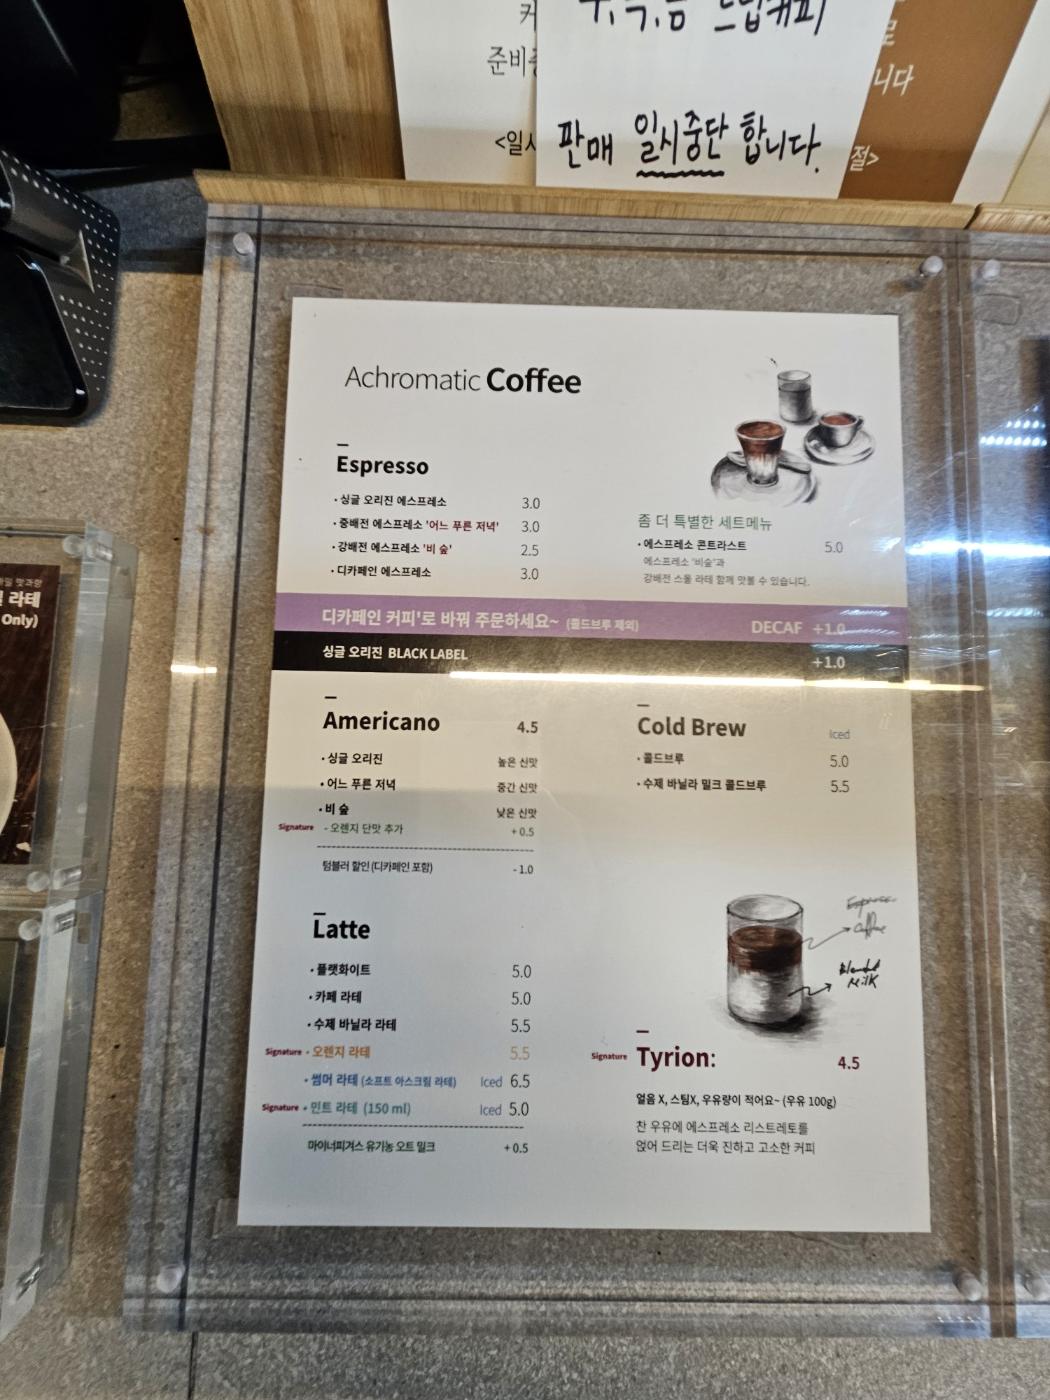 준비
<일시
판매 일시중단 합니다.
니다
절>
라테
Only)
Achromatic Coffee
Espresso
· 싱글 오리진 에스프레소 3.0
· 중배전 에스프레소 '어느 푸른 저녁' 3.0
· 강배전 에스프레소 '비 숲' 2.5
· 디카페인 에스프레소 3.0
좀 더 특별한 세트메뉴
· 에스프레소 콘트라스트 5.0
에스프레소 '비숲'과
강배전 스몰 라테 함께 맛볼 수 있습니다.
디카페인 커피'로 바꿔 주문하세요~ (콜드브루 제외) DECAF +1.0
싱글 오리진 BLACK LABEL +1.0
Americano 4.5
· 싱글 오리진 높은 신맛
· 어느 푸른 저녁 중간 신맛
· 비 숲 낮은 신맛
Signature - 오렌지 단맛 추가 + 0.5
텀블러 할인 (디카페인 포함) - 1.0
Cold Brew Iced
· 콜드브루 5.0
· 수제 바닐라 밀크 콜드브루 5.5
Latte
· 플랫화이트 5.0
· 카페 라테 5.0
· 수제 바닐라 라테 5.5
Signature · 오렌지 라테 5.5
· 썸머 라테 (소프트 아스크림 라테) Iced 6.5
Signature · 민트 라테 (150 ml) Iced 5.0
마이너피겨스 유기농 오트 밀크 + 0.5
Espresso
Coffee
Blended
Milk
Signature Tyrion: 4.5
얼음 X, 스팀X, 우유량이 적어요~ (우유 100g)
찬 우유에 에스프레소 리스트레토를
얹어 드리는 더욱 진하고 고소한 커피